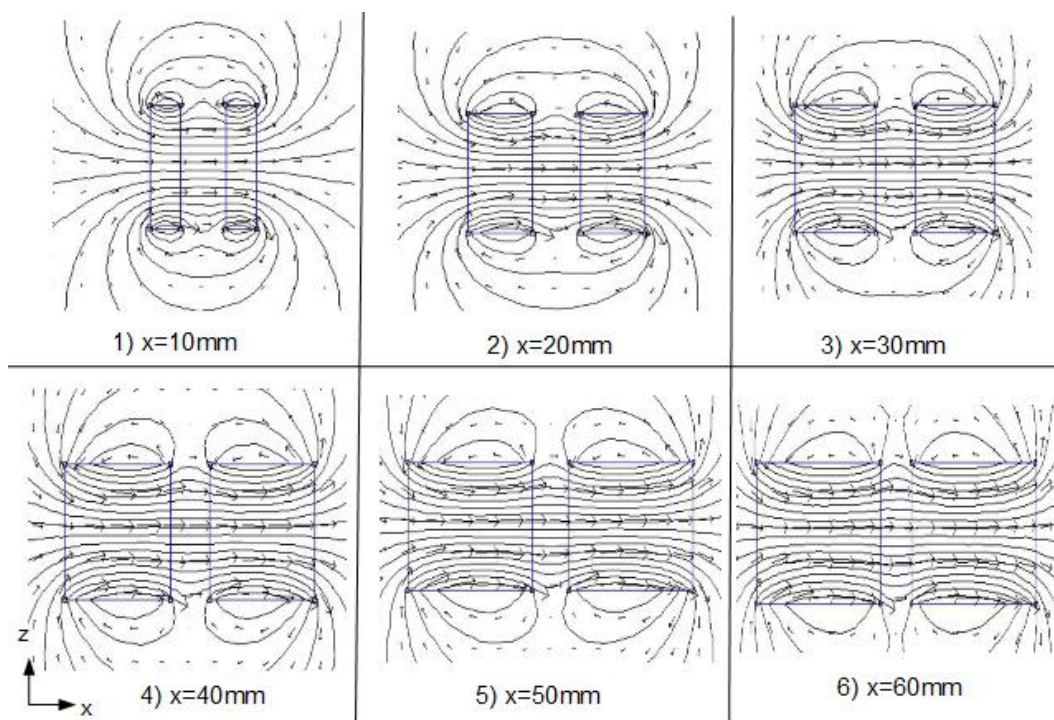 1) x=10mm
2) x=20mm
3) x=30mm
4) x=40mm
5) x=50mm
6) x=60mm
z
x